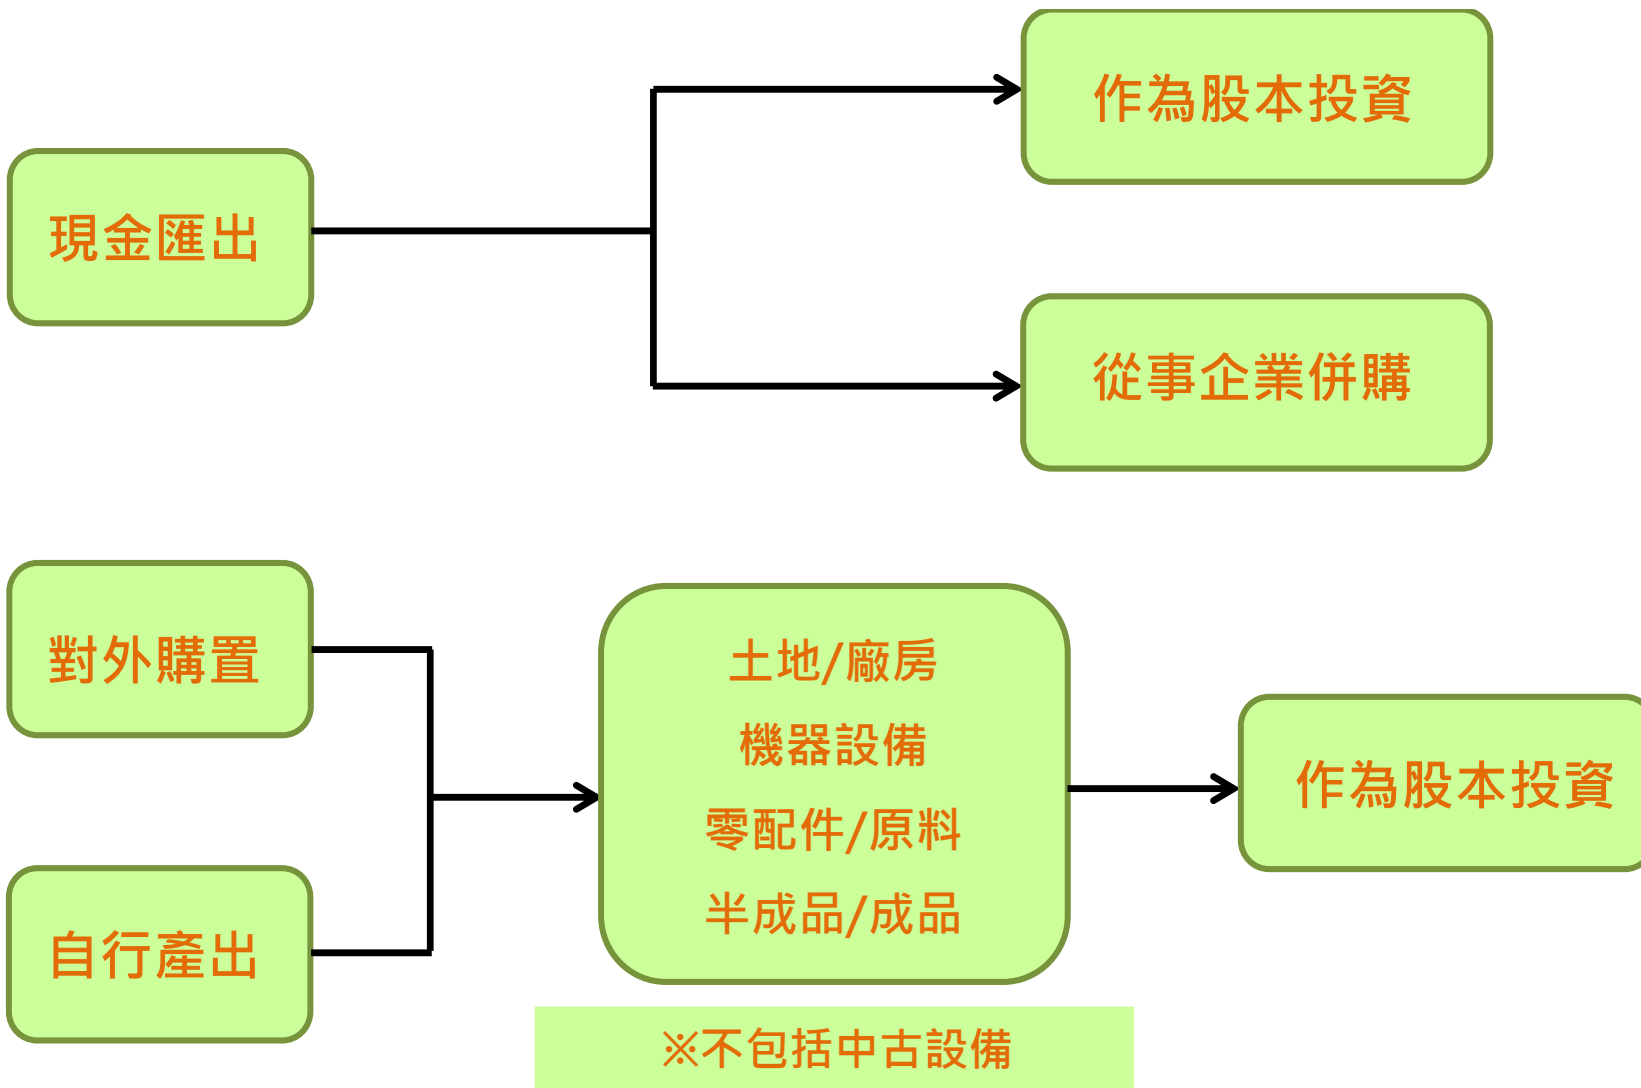 作為股本投資
現金匯出
從事企業併購
對外購置
土地/廠房
機器設備
零配件/原料
半成品/成品
作為股本投資
自行產出
※不包括中古設備